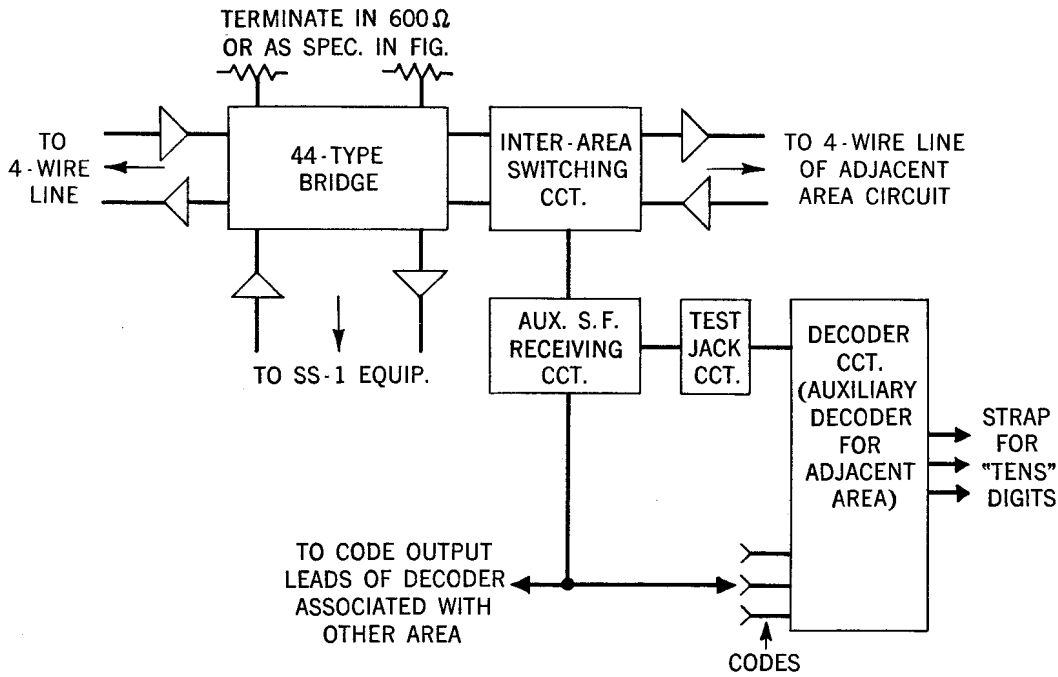 TERMINATE IN 600Ω
OR AS SPEC. IN FIG.
TO
4-WIRE
LINE
44-TYPE
BRIDGE
INTER-AREA
SWITCHING
CCT.
TO 4-WIRE LINE
OF ADJACENT
AREA CIRCUIT
TO SS-1 EQUIP.
AUX. S.F.
RECEIVING
CCT.
TEST
JACK
CCT.
DECODER
CCT.
(AUXILIARY
DECODER
FOR
ADJACENT
AREA)
STRAP
FOR
"TENS"
DIGITS
TO CODE OUTPUT
LEADS OF DECODER
ASSOCIATED WITH
OTHER AREA
CODES